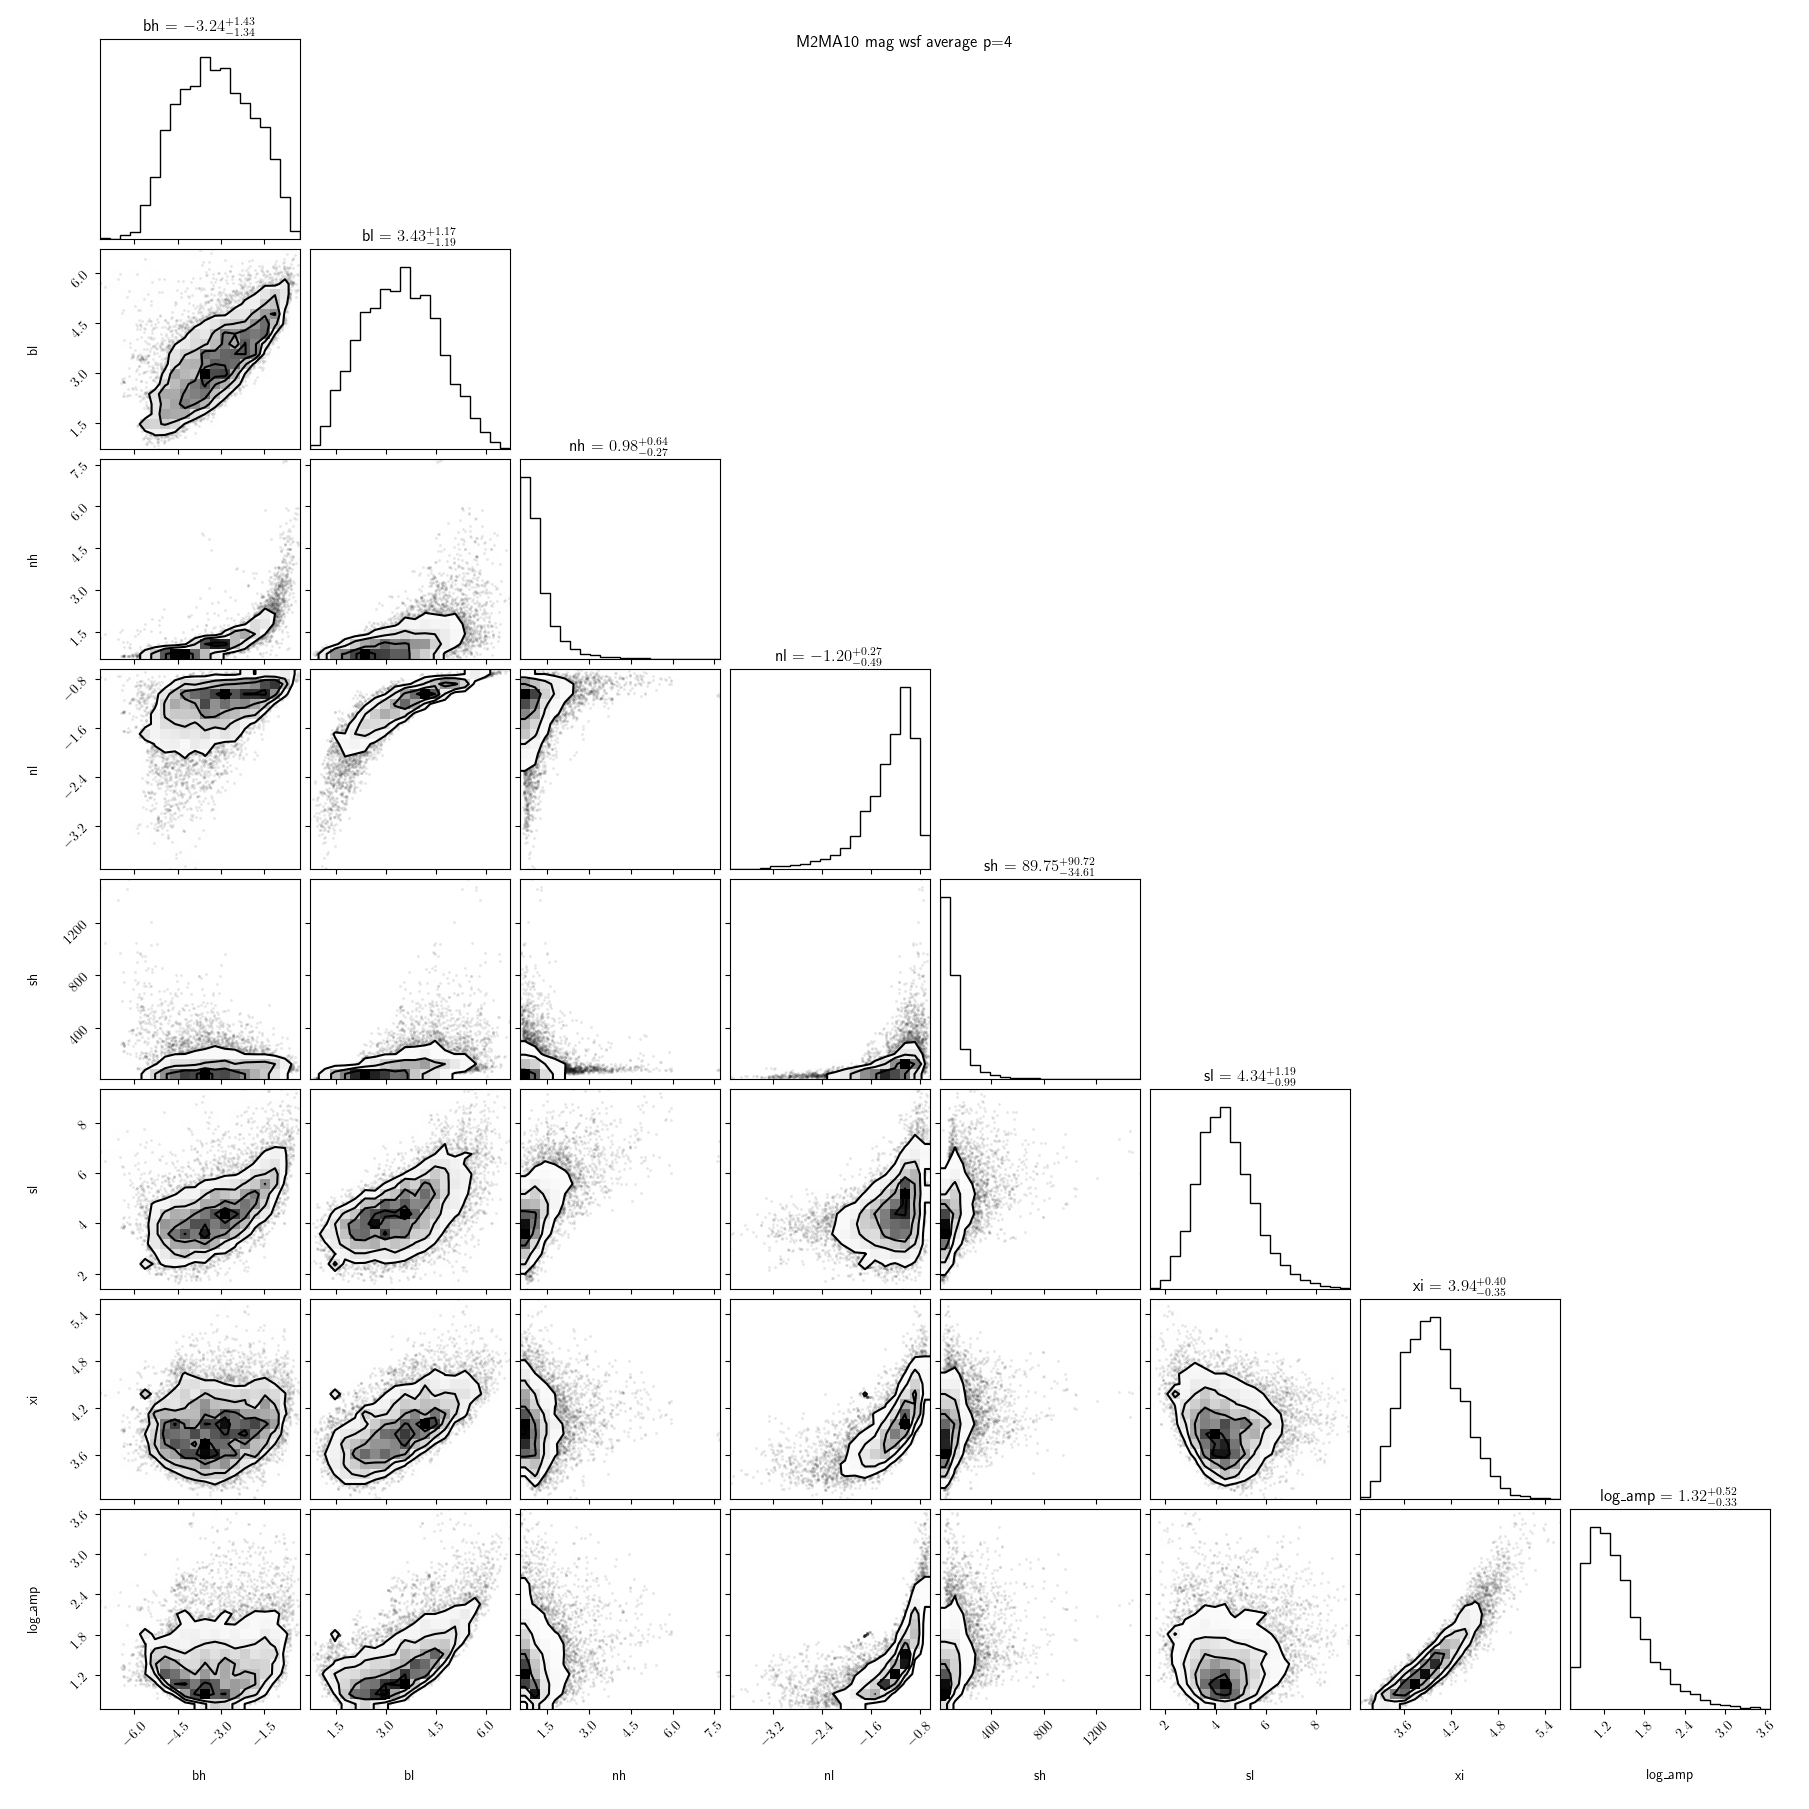 bh = −3.24+1.43−1.34
M2MA10 mag wsf average p=4
bl = 3.43+1.17−1.19
6.0
4.5
3.0
1.5
bl
nh = 0.98+0.64−0.27
7.5
6.0
4.5
3.0
1.5
nh
nl = −1.20+0.27−0.49
−0.8
−1.6
−2.4
−3.2
nl
sh = 89.75+90.72−34.61
1200
800
400
sh
sl = 4.34+1.19−0.99
8
6
4
2
sl
xi = 3.94+0.40−0.35
5.4
4.8
4.2
3.6
xi
log_amp = 1.32+0.52−0.33
3.6
3.0
2.4
1.8
1.2
log_amp
−6.0 −4.5 −3.0 −1.5 1.5 3.0 4.5 6.0 1.5 3.0 4.5 6.0 7.5 −3.2 −2.4 −1.6 −0.8 400 800 1200 2 4 6 8 3.6 4.2 4.8 5.4 1.2 1.8 2.4 3.0 3.6
bh bl nh nl sh sl xi log_amp